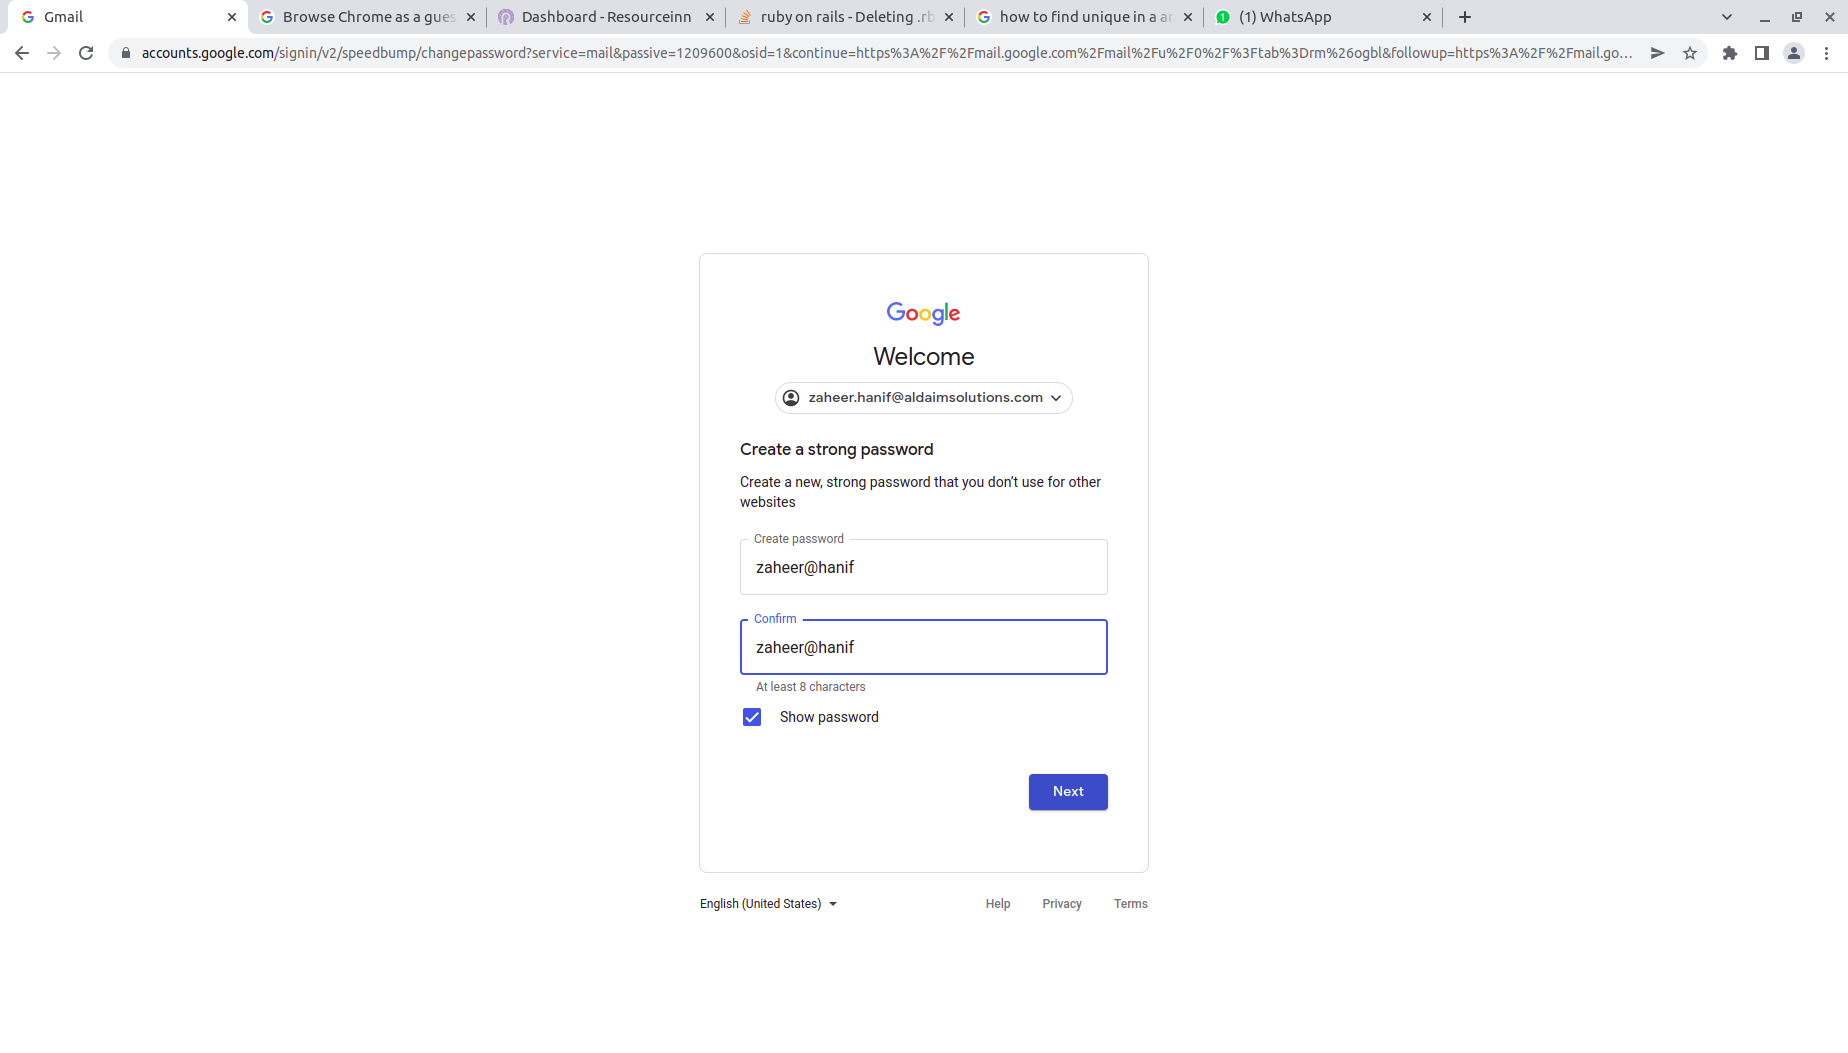 Gmail
Browse Chrome as a gues
Dashboard - Resourceinn
ruby on rails - Deleting .rb
how to find unique in a ar
(1) WhatsApp
accounts.google.com/signin/v2/speedbump/changepassword?service=mail&passive=1209600&osid=1&continue=https%3A%2F%2Fmail.google.com%2Fmail%2Fu%2F0%2F%3Ftab%3Drm%26ogbl&followup=https%3A%2F%2Fmail.go...
Google
Welcome
zaheer.hanif@aldaimsolutions.com
Create a strong password
Create a new, strong password that you don't use for other
websites
Create password
zaheer@hanif
Confirm
zaheer@hanif
At least 8 characters
Show password
Next
English (United States)
Help
Privacy
Terms